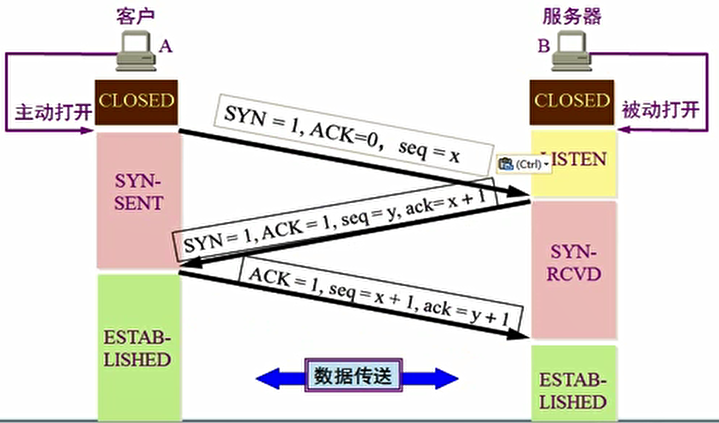 客户
服务器
A
B
主动打开
CLOSED
CLOSED
被动打开
SYN = 1, ACK=0, seq = x
(Ctrl)
LISTEN
SYN-
SENT
SYN = 1, ACK = 1, seq = y, ack= x + 1
SYN-
RCVD
ACK = 1, seq = x + 1, ack = y + 1
ESTAB-
LISHED
数据传送
ESTAB-
LISHED